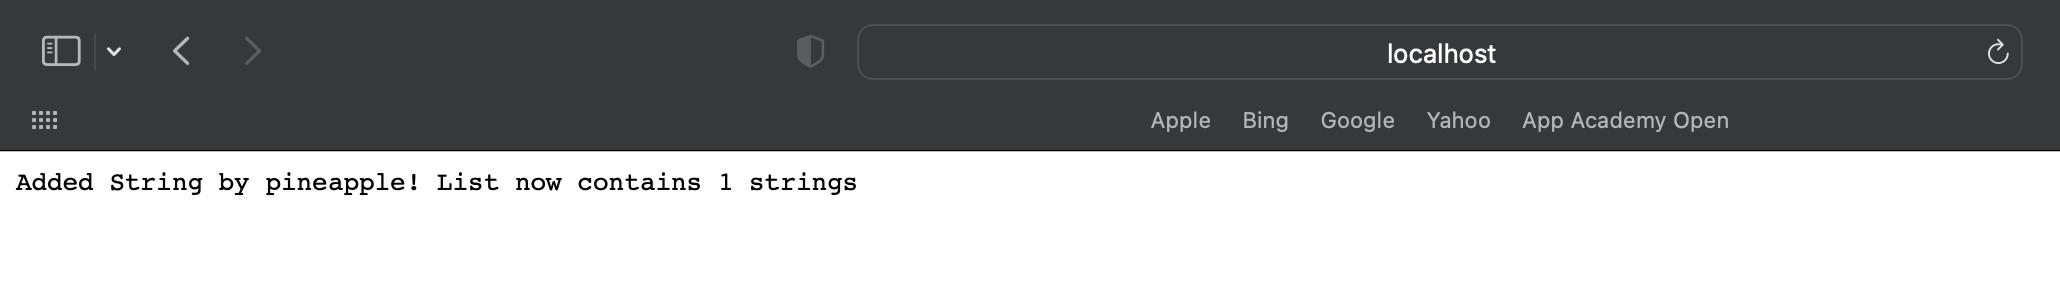 localhost
Apple Bing Google Yahoo App Academy Open
Added String by pineapple! List now contains 1 strings